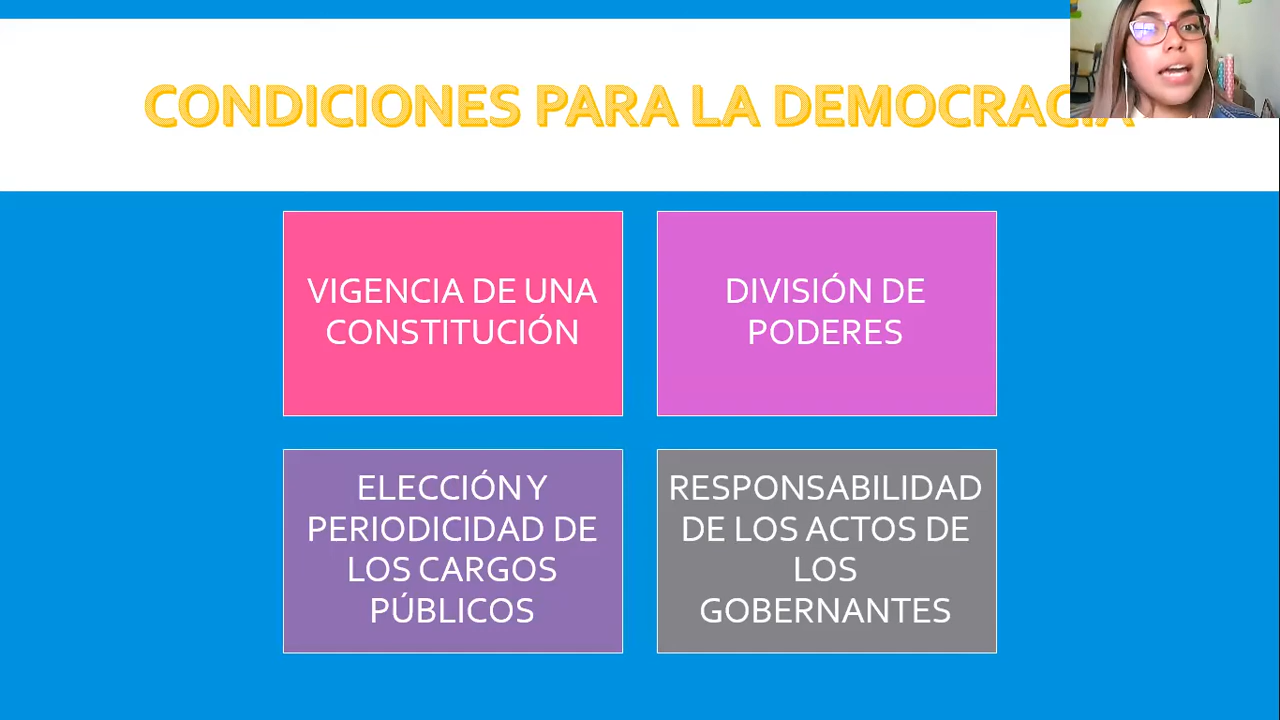 CONDICIONES PARA LA DEMOCRACIA
VIGENCIA DE UNA
CONSTITUCIÓN
DIVISIÓN DE
PODERES
ELECCIÓN Y
PERIODICIDAD DE
LOS CARGOS
PÚBLICOS
RESPONSABILIDAD
DE LOS ACTOS DE
LOS
GOBERNANTES